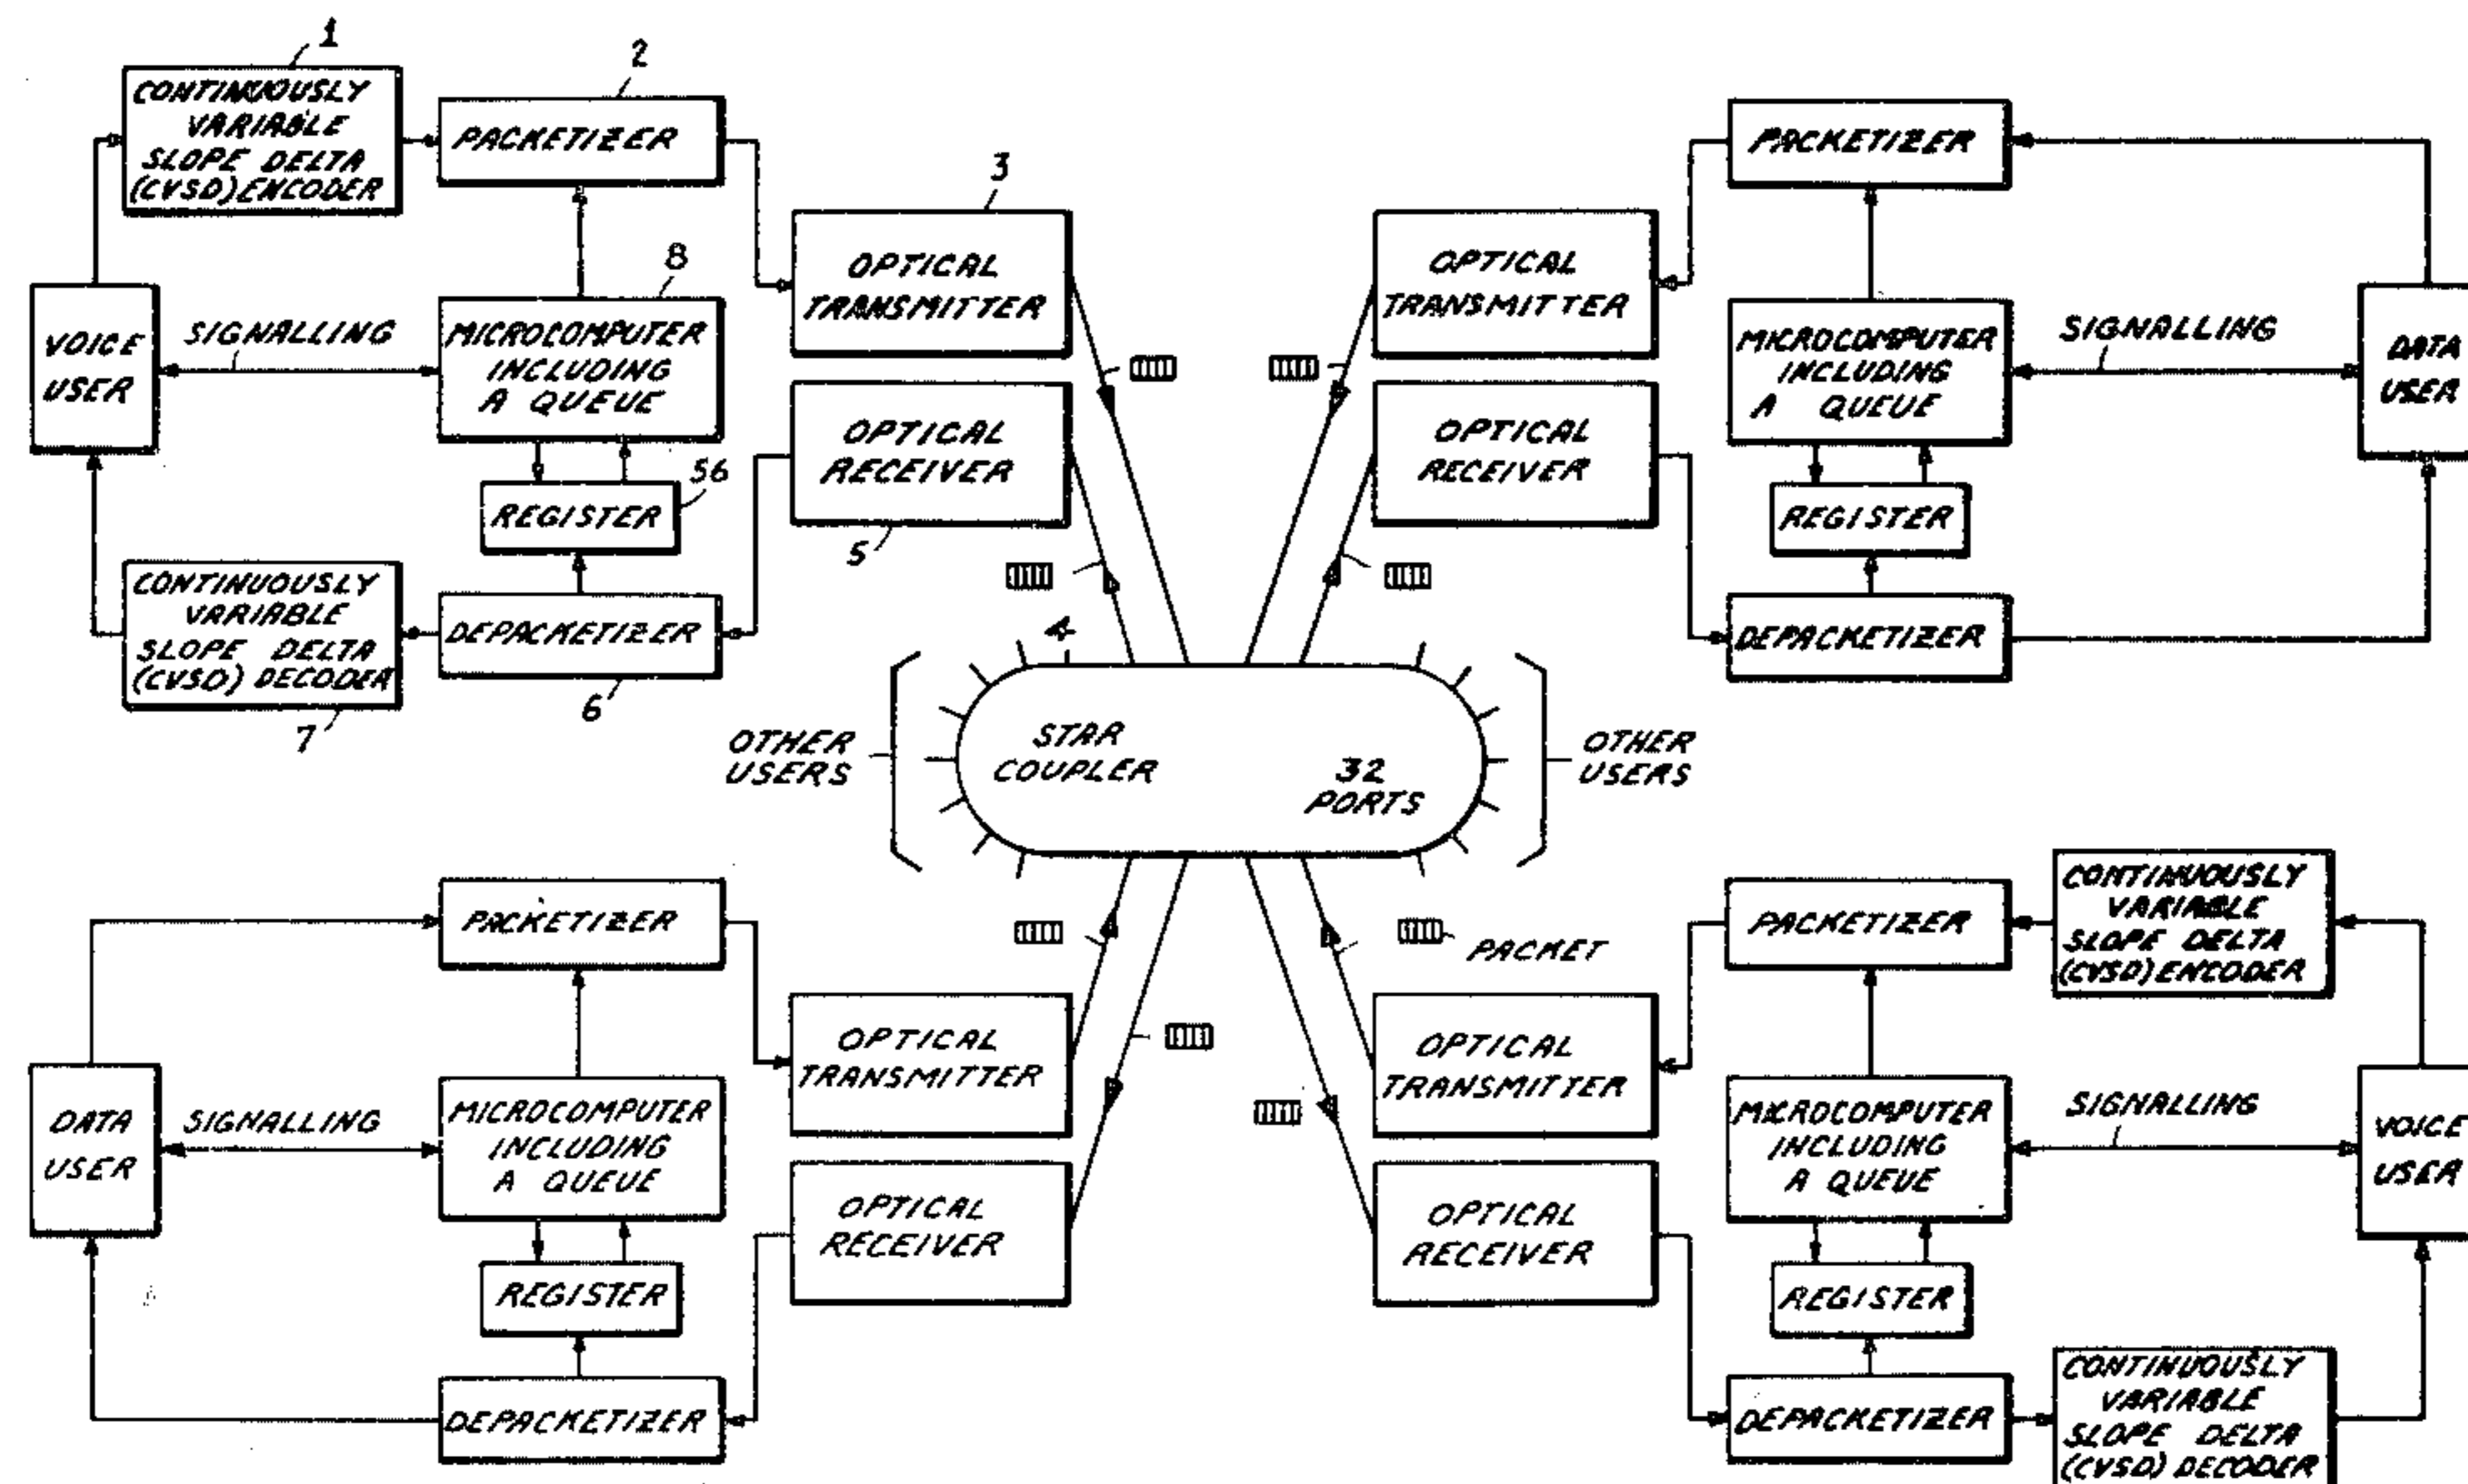 1
CONTINUOUSLY
VARIABLE
SLOPE DELTA
(CVSD) ENCODER
2
PACKETIZER
3
OPTICAL
TRANSMITTER
VOICE
USER
SIGNALLING
8
MICROCOMPUTER
INCLUDING
A QUEUE
OPTICAL
RECEIVER
5
REGISTER
56
CONTINUOUSLY
VARIABLE
SLOPE DELTA
(CVSD) DECODER
7
DEPACKETIZER
6
PACKETIZER
OPTICAL
TRANSMITTER
MICROCOMPUTER
INCLUDING
A QUEUE
SIGNALLING
DATA
USER
OPTICAL
RECEIVER
REGISTER
DEPACKETIZER
4
OTHER
USERS
STAR
COUPLER
32
PORTS
OTHER
USERS
PACKETIZER
OPTICAL
TRANSMITTER
DATA
USER
SIGNALLING
MICROCOMPUTER
INCLUDING
A QUEUE
OPTICAL
RECEIVER
REGISTER
DEPACKETIZER
PACKET
PACKETIZER
CONTINUOUSLY
VARIABLE
SLOPE DELTA
(CVSD) ENCODER
OPTICAL
TRANSMITTER
MICROCOMPUTER
INCLUDING
A QUEUE
SIGNALLING
VOICE
USER
OPTICAL
RECEIVER
REGISTER
DEPACKETIZER
CONTINUOUSLY
VARIABLE
SLOPE DELTA
(CVSD) DECODER